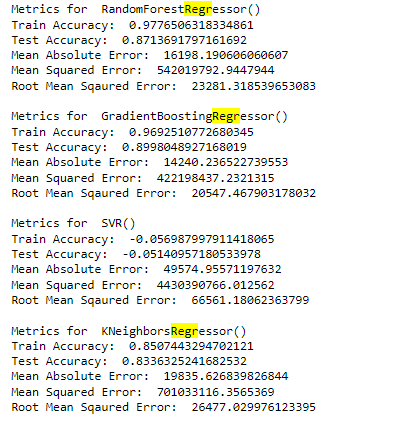 Metrics for  RandomForestRegressor()
Train Accuracy:  0.9776506318334861
Test Accuracy:  0.8713691797161692
Mean Absolute Error:  16198.190606060607
Mean Squared Error:  542019792.9447944
Root Mean Sqaured Error:  23281.318539653083
Metrics for  GradientBoostingRegressor()
Train Accuracy:  0.9692510772680345
Test Accuracy:  0.8998048927168019
Mean Absolute Error:  14240.236522739553
Mean Squared Error:  422198437.2321315
Root Mean Sqaured Error:  20547.467903178032
Metrics for  SVR()
Train Accuracy:  -0.056987997911418065
Test Accuracy:  -0.05140957180533978
Mean Absolute Error:  49574.95571197632
Mean Squared Error:  4430390766.012562
Root Mean Sqaured Error:  66561.18062363799
Metrics for  KNeighborsRegressor()
Train Accuracy:  0.8507443294702121
Test Accuracy:  0.8336325241682532
Mean Absolute Error:  19835.626839826844
Mean Squared Error:  701033116.3565369
Root Mean Sqaured Error:  26477.029976123395